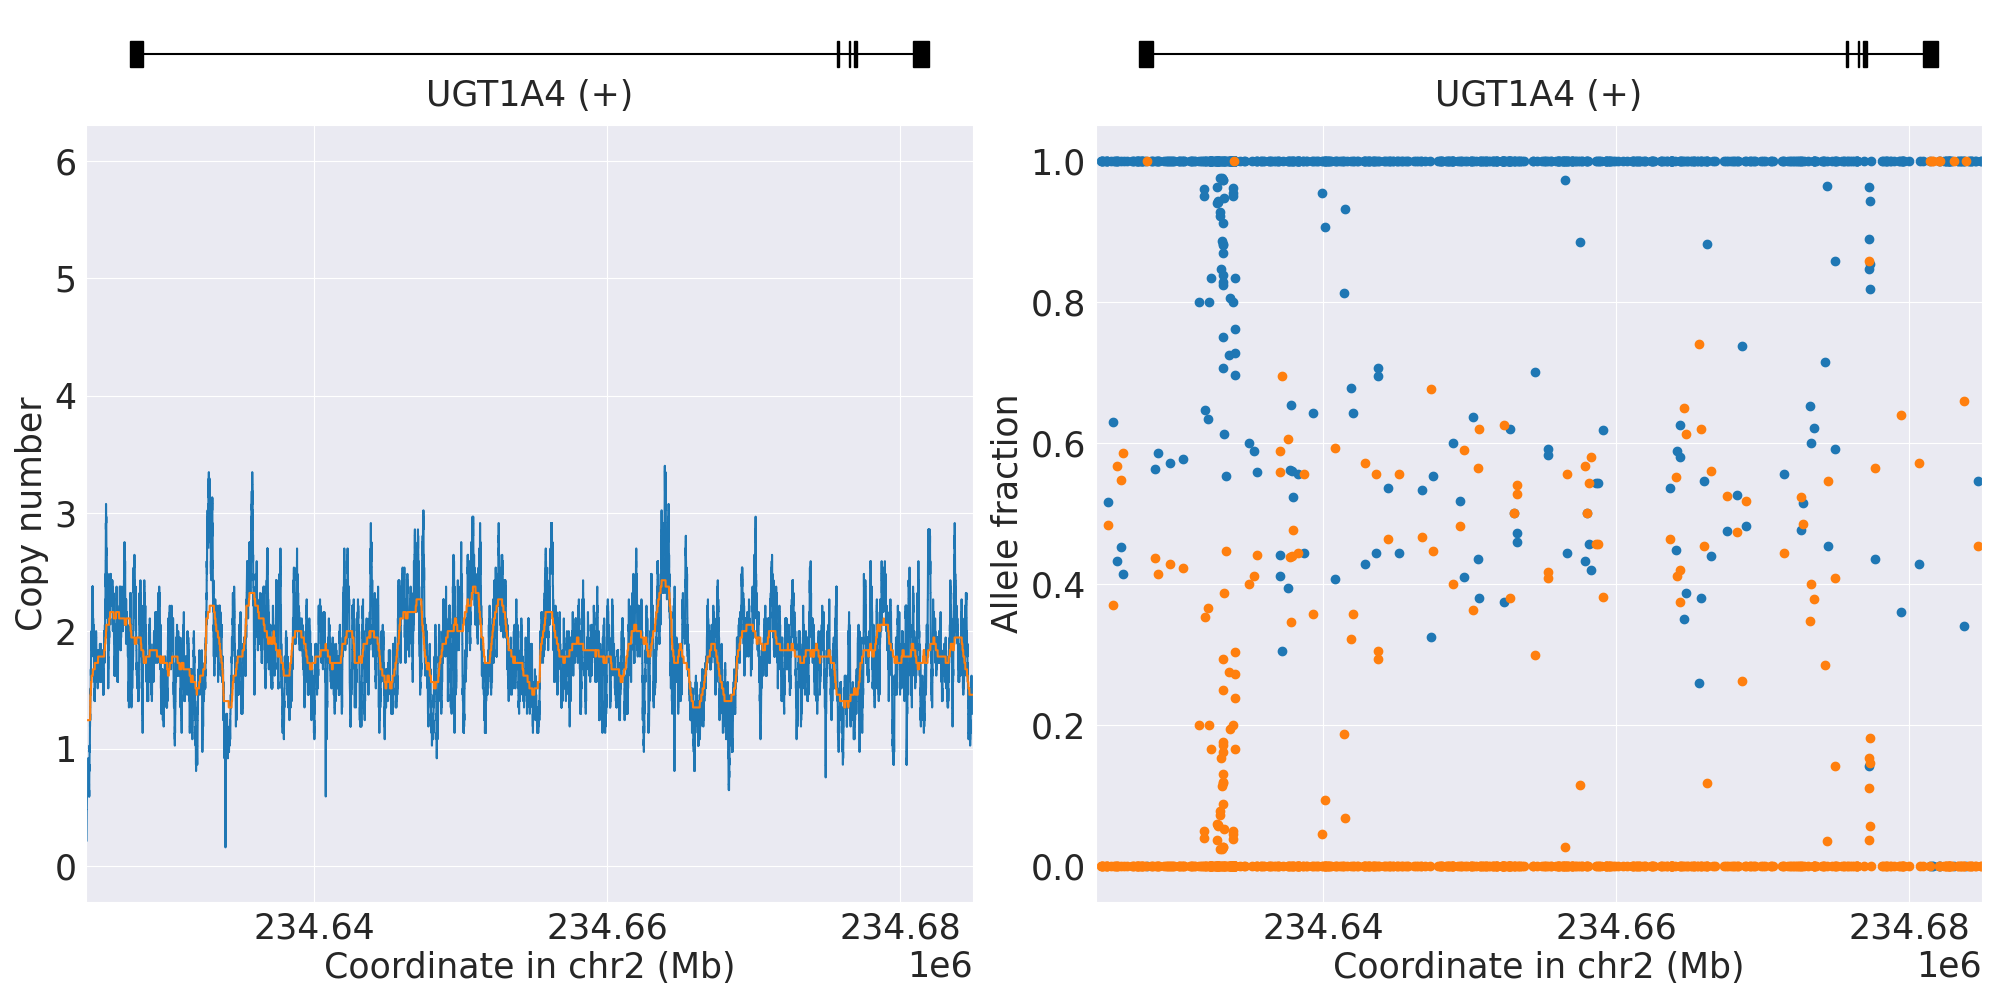 UGT1A4 (+)
6
5
4
3
2
1
0
Copy number
234.64 234.66 234.68
Coordinate in chr2 (Mb)
1e6
UGT1A4 (+)
1.0
0.8
0.6
0.4
0.2
0.0
Allele fraction
234.64 234.66 234.68
Coordinate in chr2 (Mb)
1e6